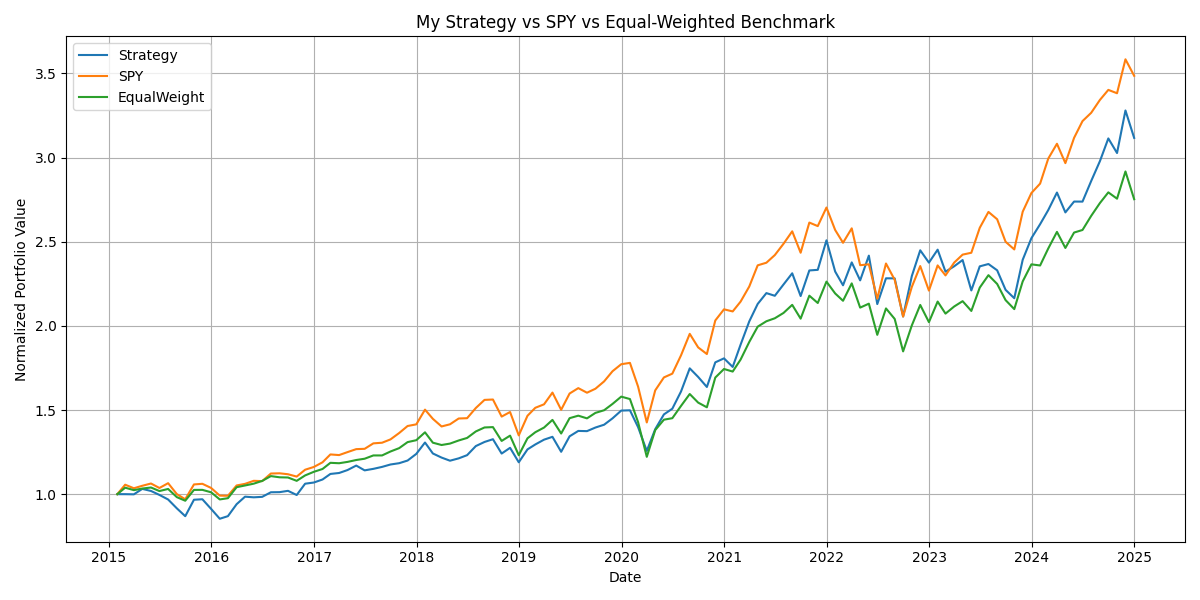 My Strategy vs SPY vs Equal-Weighted Benchmark
Strategy
SPY
EqualWeight
Normalized Portfolio Value
3.5
3.0
2.5
2.0
1.5
1.0
2015 2016 2017 2018 2019 2020 2021 2022 2023 2024 2025
Date